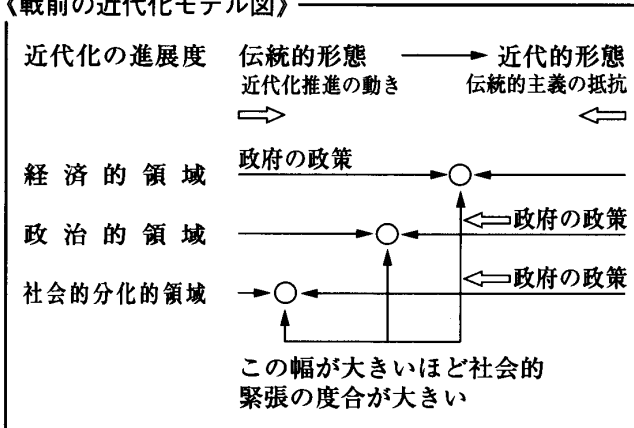 《戦前の近代化モデル図》
近代化の進展度 伝統的形態 近代的形態
近代化推進の動き 伝統的主義の抵抗
経済的領域 政府の政策
政治的領域 政府の政策
社会的分化的領域 政府の政策
この幅が大きいほど社会的
緊張の度合が大きい